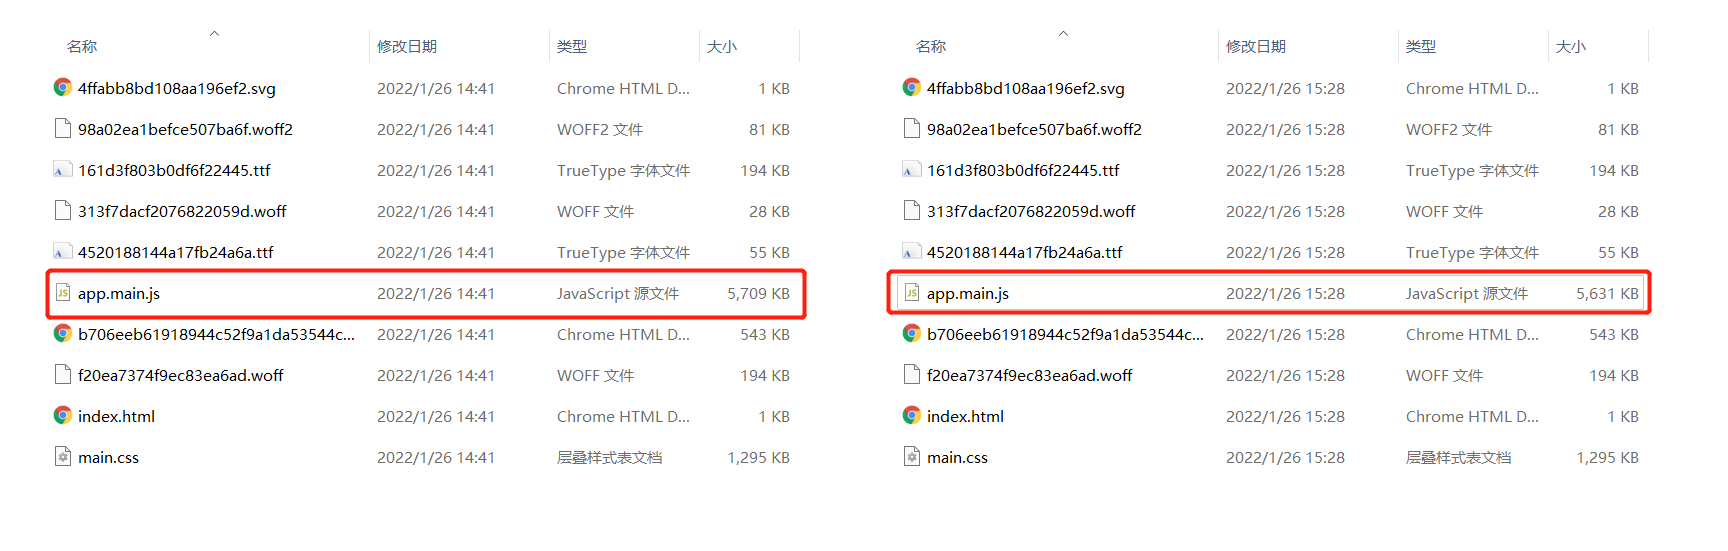 名称 修改日期 类型 大小
4ffabb8bd108aa196ef2.svg 2022/1/26 14:41 Chrome HTML D... 1 KB
98a02ea1befce507ba6f.woff2 2022/1/26 14:41 WOFF2 文件 81 KB
161d3f803b0df6f22445.ttf 2022/1/26 14:41 TrueType 字体文件 194 KB
313f7dacf2076822059d.woff 2022/1/26 14:41 WOFF 文件 28 KB
4520188144a17fb24a6a.ttf 2022/1/26 14:41 TrueType 字体文件 55 KB
app.main.js 2022/1/26 14:41 JavaScript 源文件 5,709 KB
b706eeb61918944c52f9a1da53544c... 2022/1/26 14:41 Chrome HTML D... 543 KB
f20ea7374f9ec83ea6ad.woff 2022/1/26 14:41 WOFF 文件 194 KB
index.html 2022/1/26 14:41 Chrome HTML D... 1 KB
main.css 2022/1/26 14:41 层叠样式表文档 1,295 KB
名称 修改日期 类型 大小
4ffabb8bd108aa196ef2.svg 2022/1/26 15:28 Chrome HTML D... 1 KB
98a02ea1befce507ba6f.woff2 2022/1/26 15:28 WOFF2 文件 81 KB
161d3f803b0df6f22445.ttf 2022/1/26 15:28 TrueType 字体文件 194 KB
313f7dacf2076822059d.woff 2022/1/26 15:28 WOFF 文件 28 KB
4520188144a17fb24a6a.ttf 2022/1/26 15:28 TrueType 字体文件 55 KB
app.main.js 2022/1/26 15:28 JavaScript 源文件 5,631 KB
b706eeb61918944c52f9a1da53544c... 2022/1/26 15:28 Chrome HTML D... 543 KB
f20ea7374f9ec83ea6ad.woff 2022/1/26 15:28 WOFF 文件 194 KB
index.html 2022/1/26 15:28 Chrome HTML D... 1 KB
main.css 2022/1/26 15:28 层叠样式表文档 1,295 KB